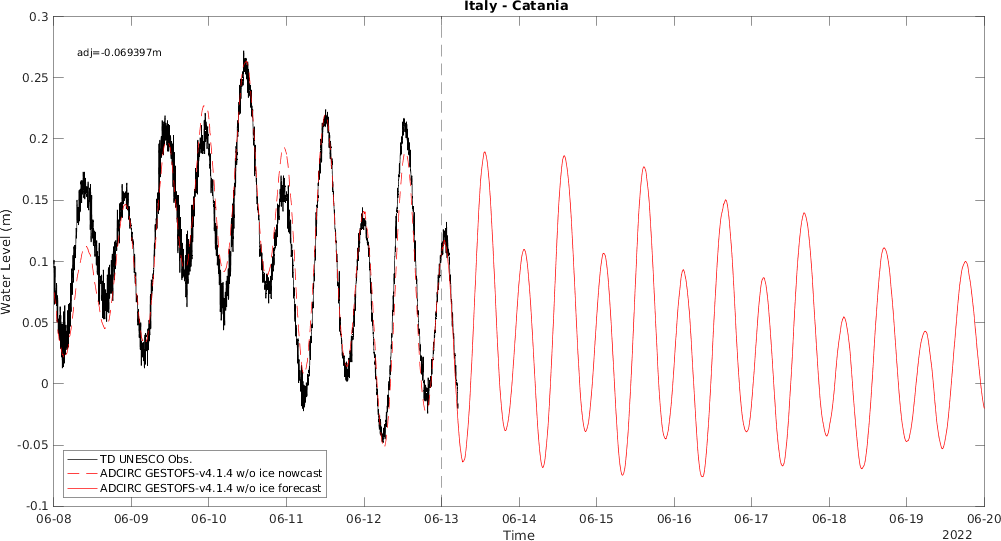 Italy - Catania
0.3
adj=-0.069397m
0.25
0.2
0.15
0.1
0.05
0
-0.05
-0.1
Water Level (m)
TD UNESCO Obs.
ADCIRC GESTOFS-v4.1.4 w/o ice nowcast
ADCIRC GESTOFS-v4.1.4 w/o ice forecast
06-08 06-09 06-10 06-11 06-12 06-13 06-14 06-15 06-16 06-17 06-18 06-19 06-20
Time
2022